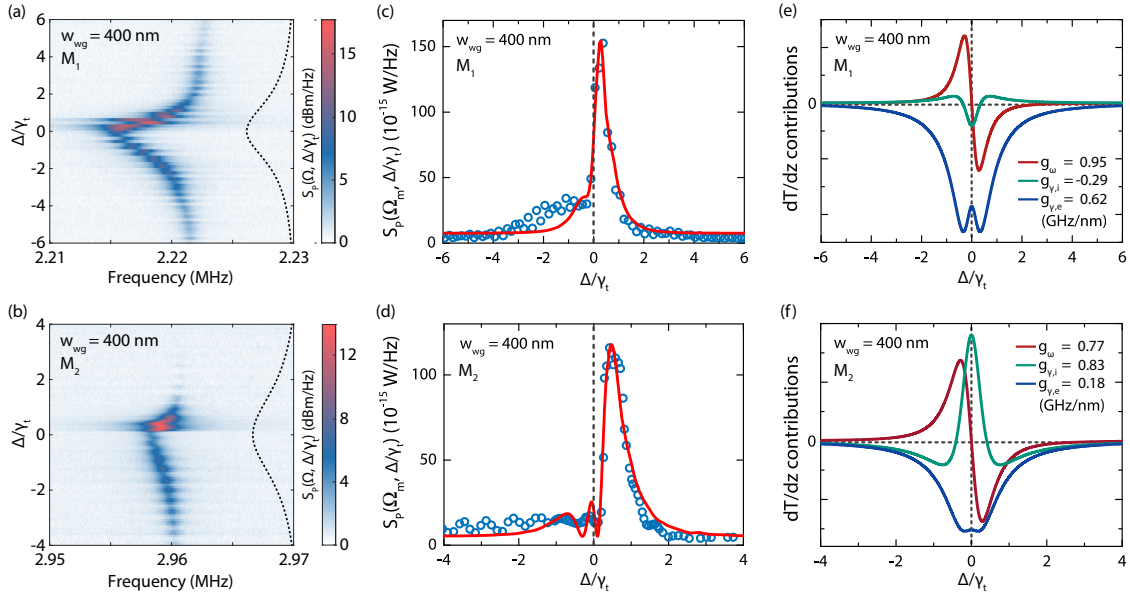 (a)
w_wg = 400 nm
M_1
Δ/γ_t
6
4
2
0
-2
-4
-6
2.21
2.22
2.23
Frequency (MHz)
15
10
5
0
S_P(Ω, Δ/γ_t) (dBm/Hz)
(c)
w_wg = 400 nm
M_1
S_P(Ω_m, Δ/γ_t) (10^-15 W/Hz)
150
100
50
0
-6
-4
-2
0
2
4
6
Δ/γ_t
(e)
w_wg = 400 nm
M_1
dT/dz contributions
g_ω = 0.95
g_γ,i = -0.29
g_γ,e = 0.62
(GHz/nm)
-6
-4
-2
0
2
4
6
Δ/γ_t
(b)
w_wg = 400 nm
M_2
Δ/γ_t
4
2
0
-2
-4
2.95
2.96
2.97
Frequency (MHz)
12
8
4
0
S_P(Ω, Δ/γ_t) (dBm/Hz)
(d)
w_wg = 400 nm
M_2
S_P(Ω_m, Δ/γ_t) (10^-15 W/Hz)
100
50
0
-4
-2
0
2
4
Δ/γ_t
(f)
w_wg = 400 nm
M_2
dT/dz contributions
g_ω = 0.77
g_γ,i = 0.83
g_γ,e = 0.18
(GHz/nm)
-4
-2
0
2
4
Δ/γ_t